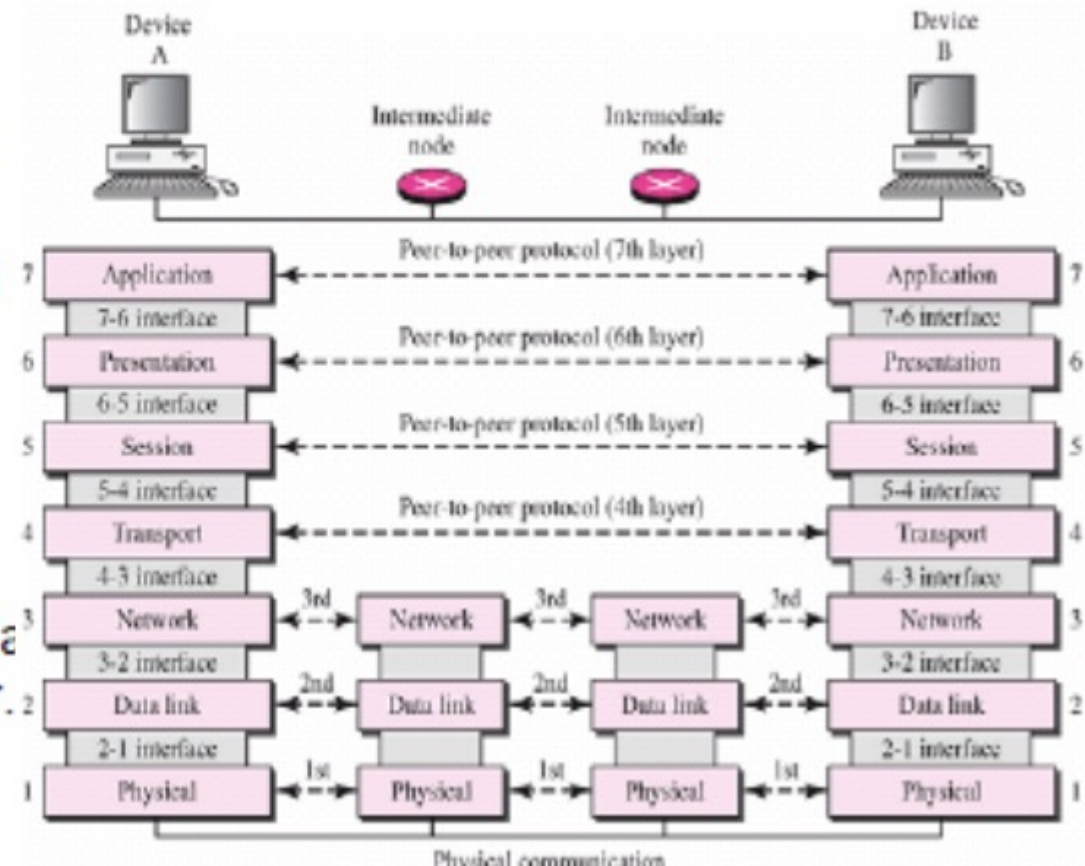 Device
A
Device
B
Intermediate
node
Intermediate
node
Peer-to-peer protocol (7th layer)
7 Application Application 7
7-6 interface 7-6 interface
Peer-to-peer protocol (6th layer)
6 Presentation Presentation 6
6-5 interface 6-5 interface
Peer-to-peer protocol (5th layer)
5 Session Session 5
5-4 interface 5-4 interface
Peer-to-peer protocol (4th layer)
4 Transport Transport 4
4-3 interface 4-3 interface
3rd 3rd 3rd
a 3 Network Network Network Network 3
3-2 interface 3-2 interface
2nd 2nd 2nd
. 2 Data link Data link Data link Data link 2
2-1 interface 2-1 interface
1st 1st 1st
1 Physical Physical Physical Physical 1
Physical communication